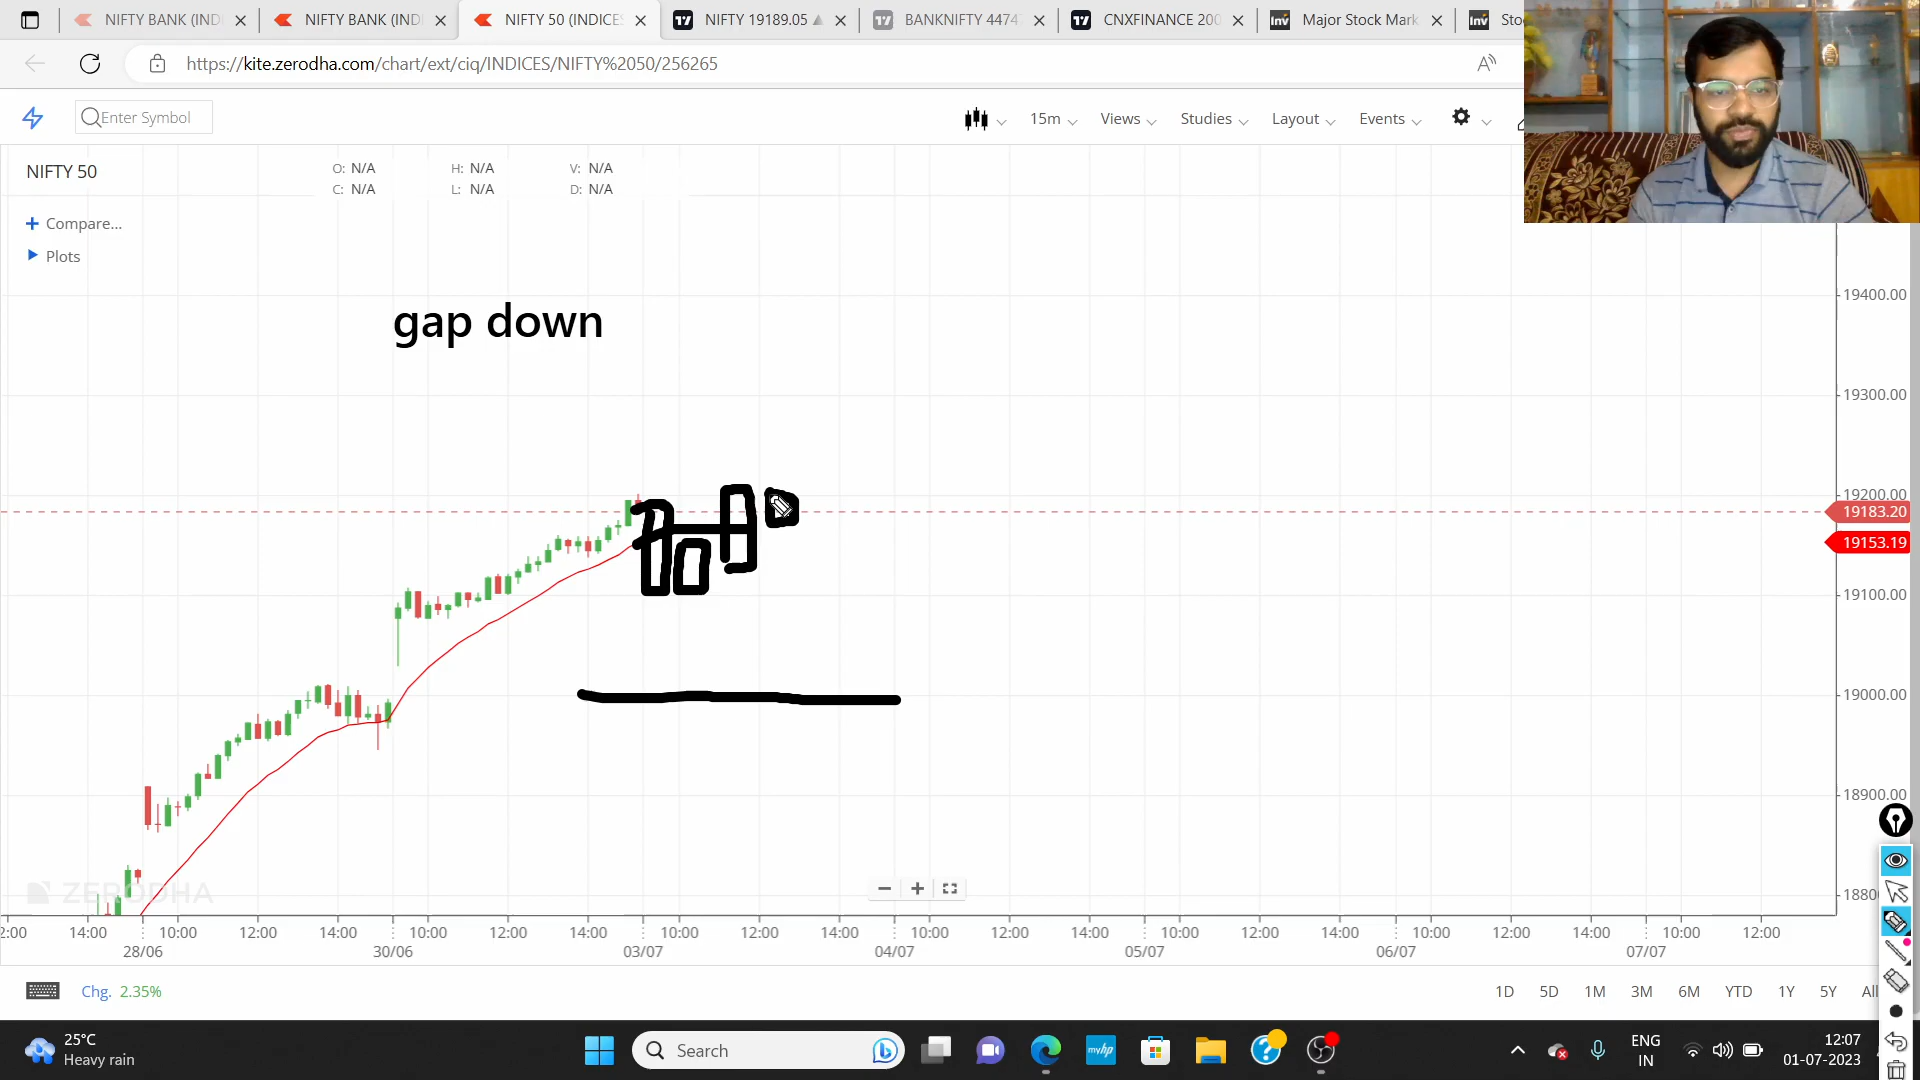 NIFTY BANK (INDI
NIFTY BANK (INDI
NIFTY 50 (INDICES
NIFTY 19189.05
BANKNIFTY 4474
CNXFINANCE 200
Major Stock Mark
Sto
https://kite.zerodha.com/chart/ext/ciq/INDICES/NIFTY%2050/256265
Enter Symbol
15m
Views
Studies
Layout
Events
NIFTY 50
O: N/A
H: N/A
V: N/A
C: N/A
L: N/A
D: N/A
Compare...
Plots
gap down
19400.00
19300.00
19200.00
19183.20
19153.19
19100.00
19000.00
18900.00
1880
ZERODHA
2:00 14:00 10:00 12:00 14:00 10:00 12:00 14:00 10:00 12:00 14:00 10:00 12:00 14:00 10:00 12:00 14:00 10:00 12:00 14:00 10:00 12:00
28/06 30/06 03/07 04/07 05/07 06/07 07/07
Chg. 2.35%
1D 5D 1M 3M 6M YTD 1Y 5Y All
25°C
Heavy rain
Search
myhp
ENG
IN
12:07
01-07-2023